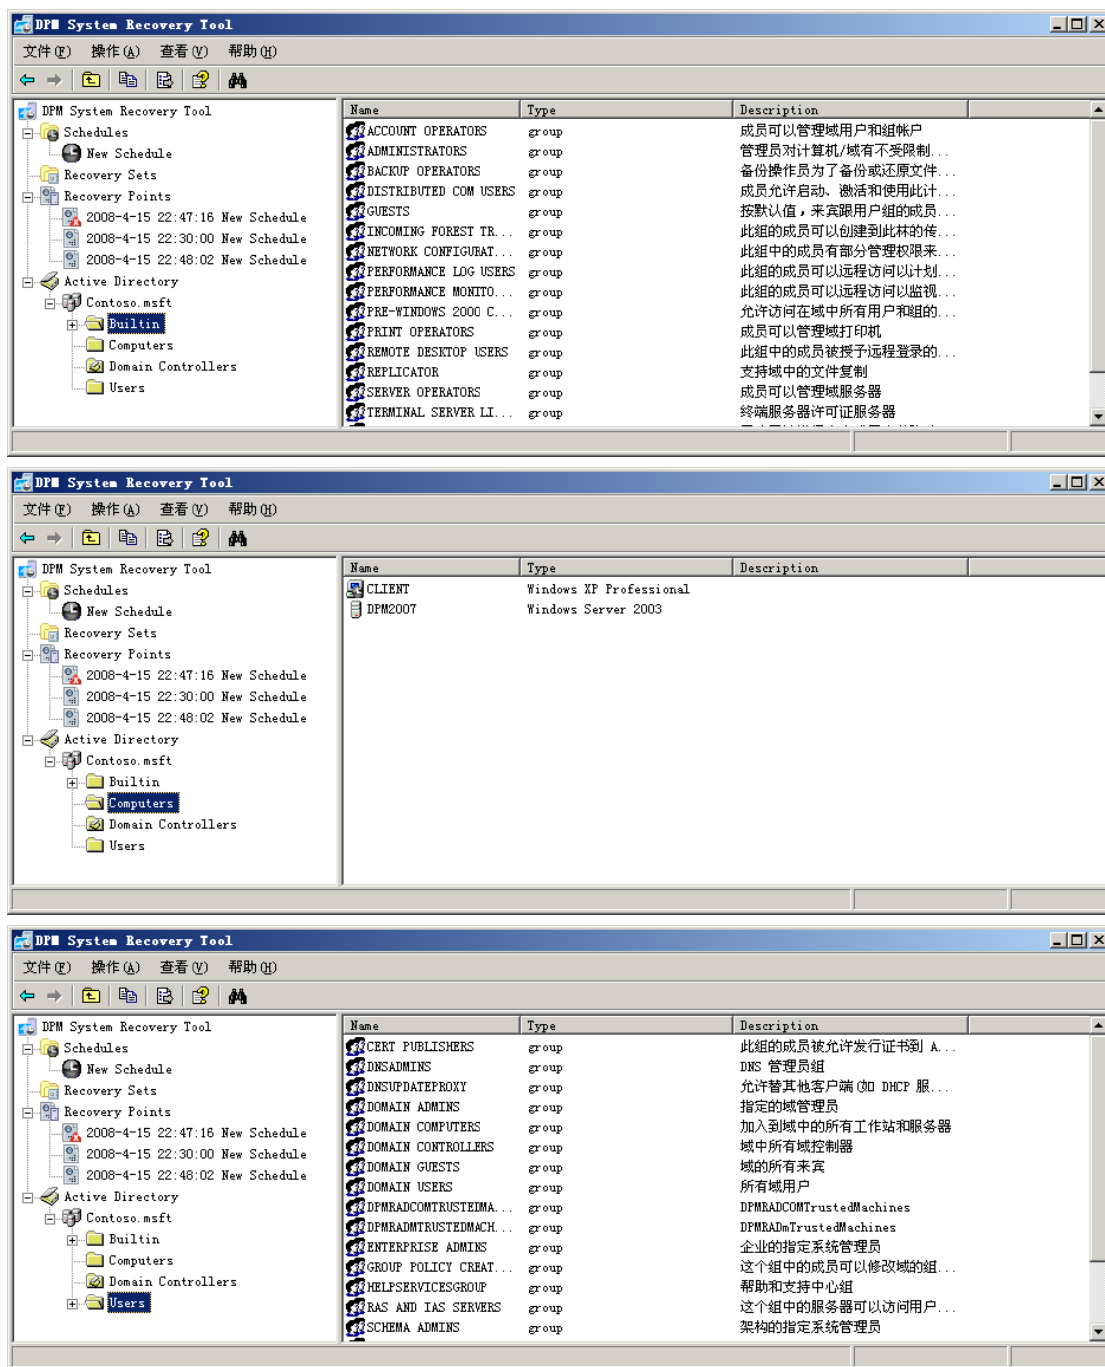 DPM System Recovery Tool
文件(F) 操作(A) 查看(V) 帮助(H)
DPM System Recovery Tool
Schedules
New Schedule
Recovery Sets
Recovery Points
2008-4-15 22:47:16 New Schedule
2008-4-15 22:30:00 New Schedule
2008-4-15 22:48:02 New Schedule
Active Directory
Contoso.msft
Builtin
Computers
Domain Controllers
Users
Name Type Description
ACCOUNT OPERATORS group 成员可以管理域用户和组帐户
ADMINISTRATORS group 管理员对计算机/域有不受限制...
BACKUP OPERATORS group 备份操作员为了备份或还原文件...
DISTRIBUTED COM USERS group 成员允许启动、激活和使用此计...
GUESTS group 按默认值，来宾跟用户组的成员...
INCOMING FOREST TR... group 此组的成员可以创建到此林的传...
NETWORK CONFIGURAT... group 此组中的成员有部分管理权限来...
PERFORMANCE LOG USERS group 此组的成员可以远程访问以计划...
PERFORMANCE MONITO... group 此组的成员可以远程访问以监视...
PRE-WINDOWS 2000 C... group 允许访问在域中所有用户和组的...
PRINT OPERATORS group 成员可以管理域打印机
REMOTE DESKTOP USERS group 此组中的成员被授予远程登录的...
REPLICATOR group 支持域中的文件复制
SERVER OPERATORS group 成员可以管理域服务器
TERMINAL SERVER LI... group 终端服务器许可证服务器
DPM System Recovery Tool
文件(F) 操作(A) 查看(V) 帮助(H)
DPM System Recovery Tool
Schedules
New Schedule
Recovery Sets
Recovery Points
2008-4-15 22:47:16 New Schedule
2008-4-15 22:30:00 New Schedule
2008-4-15 22:48:02 New Schedule
Active Directory
Contoso.msft
Builtin
Computers
Domain Controllers
Users
Name Type Description
CLIENT Windows XP Professional
DPM2007 Windows Server 2003
DPM System Recovery Tool
文件(F) 操作(A) 查看(V) 帮助(H)
DPM System Recovery Tool
Schedules
New Schedule
Recovery Sets
Recovery Points
2008-4-15 22:47:16 New Schedule
2008-4-15 22:30:00 New Schedule
2008-4-15 22:48:02 New Schedule
Active Directory
Contoso.msft
Builtin
Computers
Domain Controllers
Users
Name Type Description
CERT PUBLISHERS group 此组的成员被允许发行证书到 A...
DNSADMINS group DNS 管理员组
DNSUPDATEPROXY group 允许替其他客户端(如 DHCP 服...
DOMAIN ADMINS group 指定的域管理员
DOMAIN COMPUTERS group 加入到域中的所有工作站和服务器
DOMAIN CONTROLLERS group 域中所有域控制器
DOMAIN GUESTS group 域的所有来宾
DOMAIN USERS group 所有域用户
DPMRADCOMTRUSTEDMA... group DPMRADCOMTrustedMachines
DPMRADMTRUSTEDMACH... group DPMRADmTrustedMachines
ENTERPRISE ADMINS group 企业的指定系统管理员
GROUP POLICY CREAT... group 这个组中的成员可以修改域的组...
HELPSERVICESGROUP group 帮助和支持中心组
RAS AND IAS SERVERS group 这个组中的服务器可以访问用户...
SCHEMA ADMINS group 架构的指定系统管理员